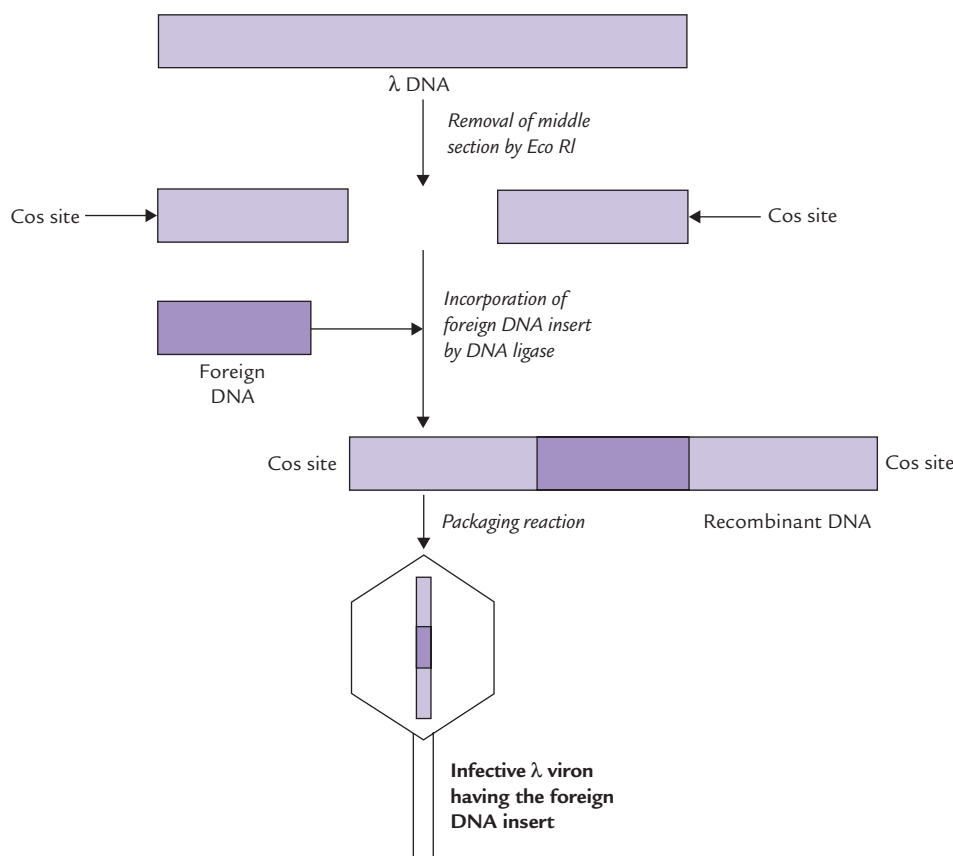 λ DNA
Removal of middle
section by Eco RI
Cos site
Cos site
Incorporation of
foreign DNA insert
by DNA ligase
Foreign
DNA
Cos site
Cos site
Packaging reaction
Recombinant DNA
Infective λ viron
having the foreign
DNA insert